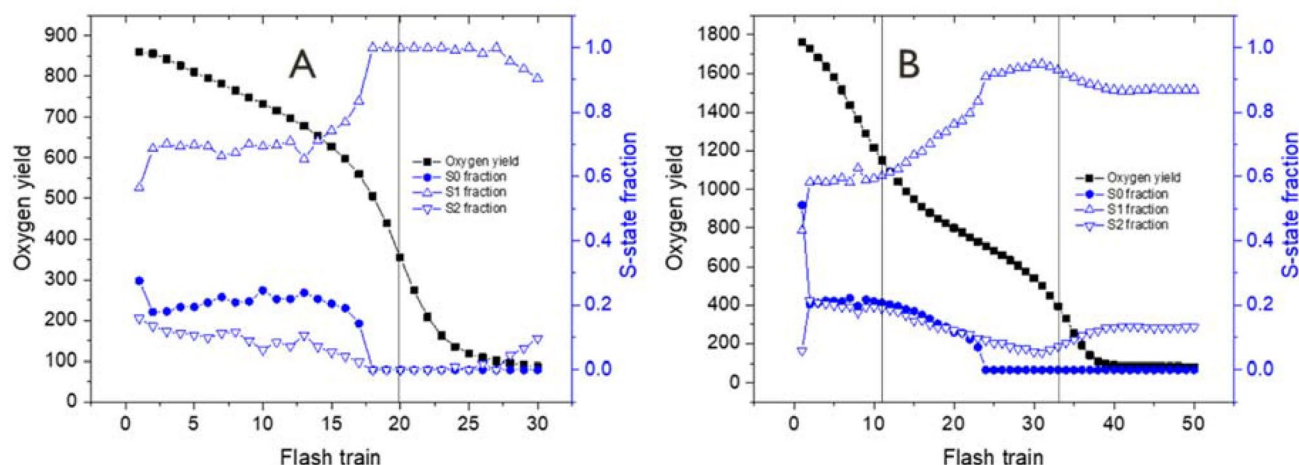 A
900
800
700
600
500
400
300
200
100
0
Oxygen yield
1.0
0.8
0.6
0.4
0.2
0.0
S-state fraction
Oxygen yield
S0 fraction
S1 fraction
S2 fraction
0 5 10 15 20 25 30
Flash train
B
1800
1600
1400
1200
1000
800
600
400
200
0
Oxygen yield
1.0
0.8
0.6
0.4
0.2
0.0
S-state fraction
Oxygen yield
S0 fraction
S1 fraction
S2 fraction
0 10 20 30 40 50
Flash train